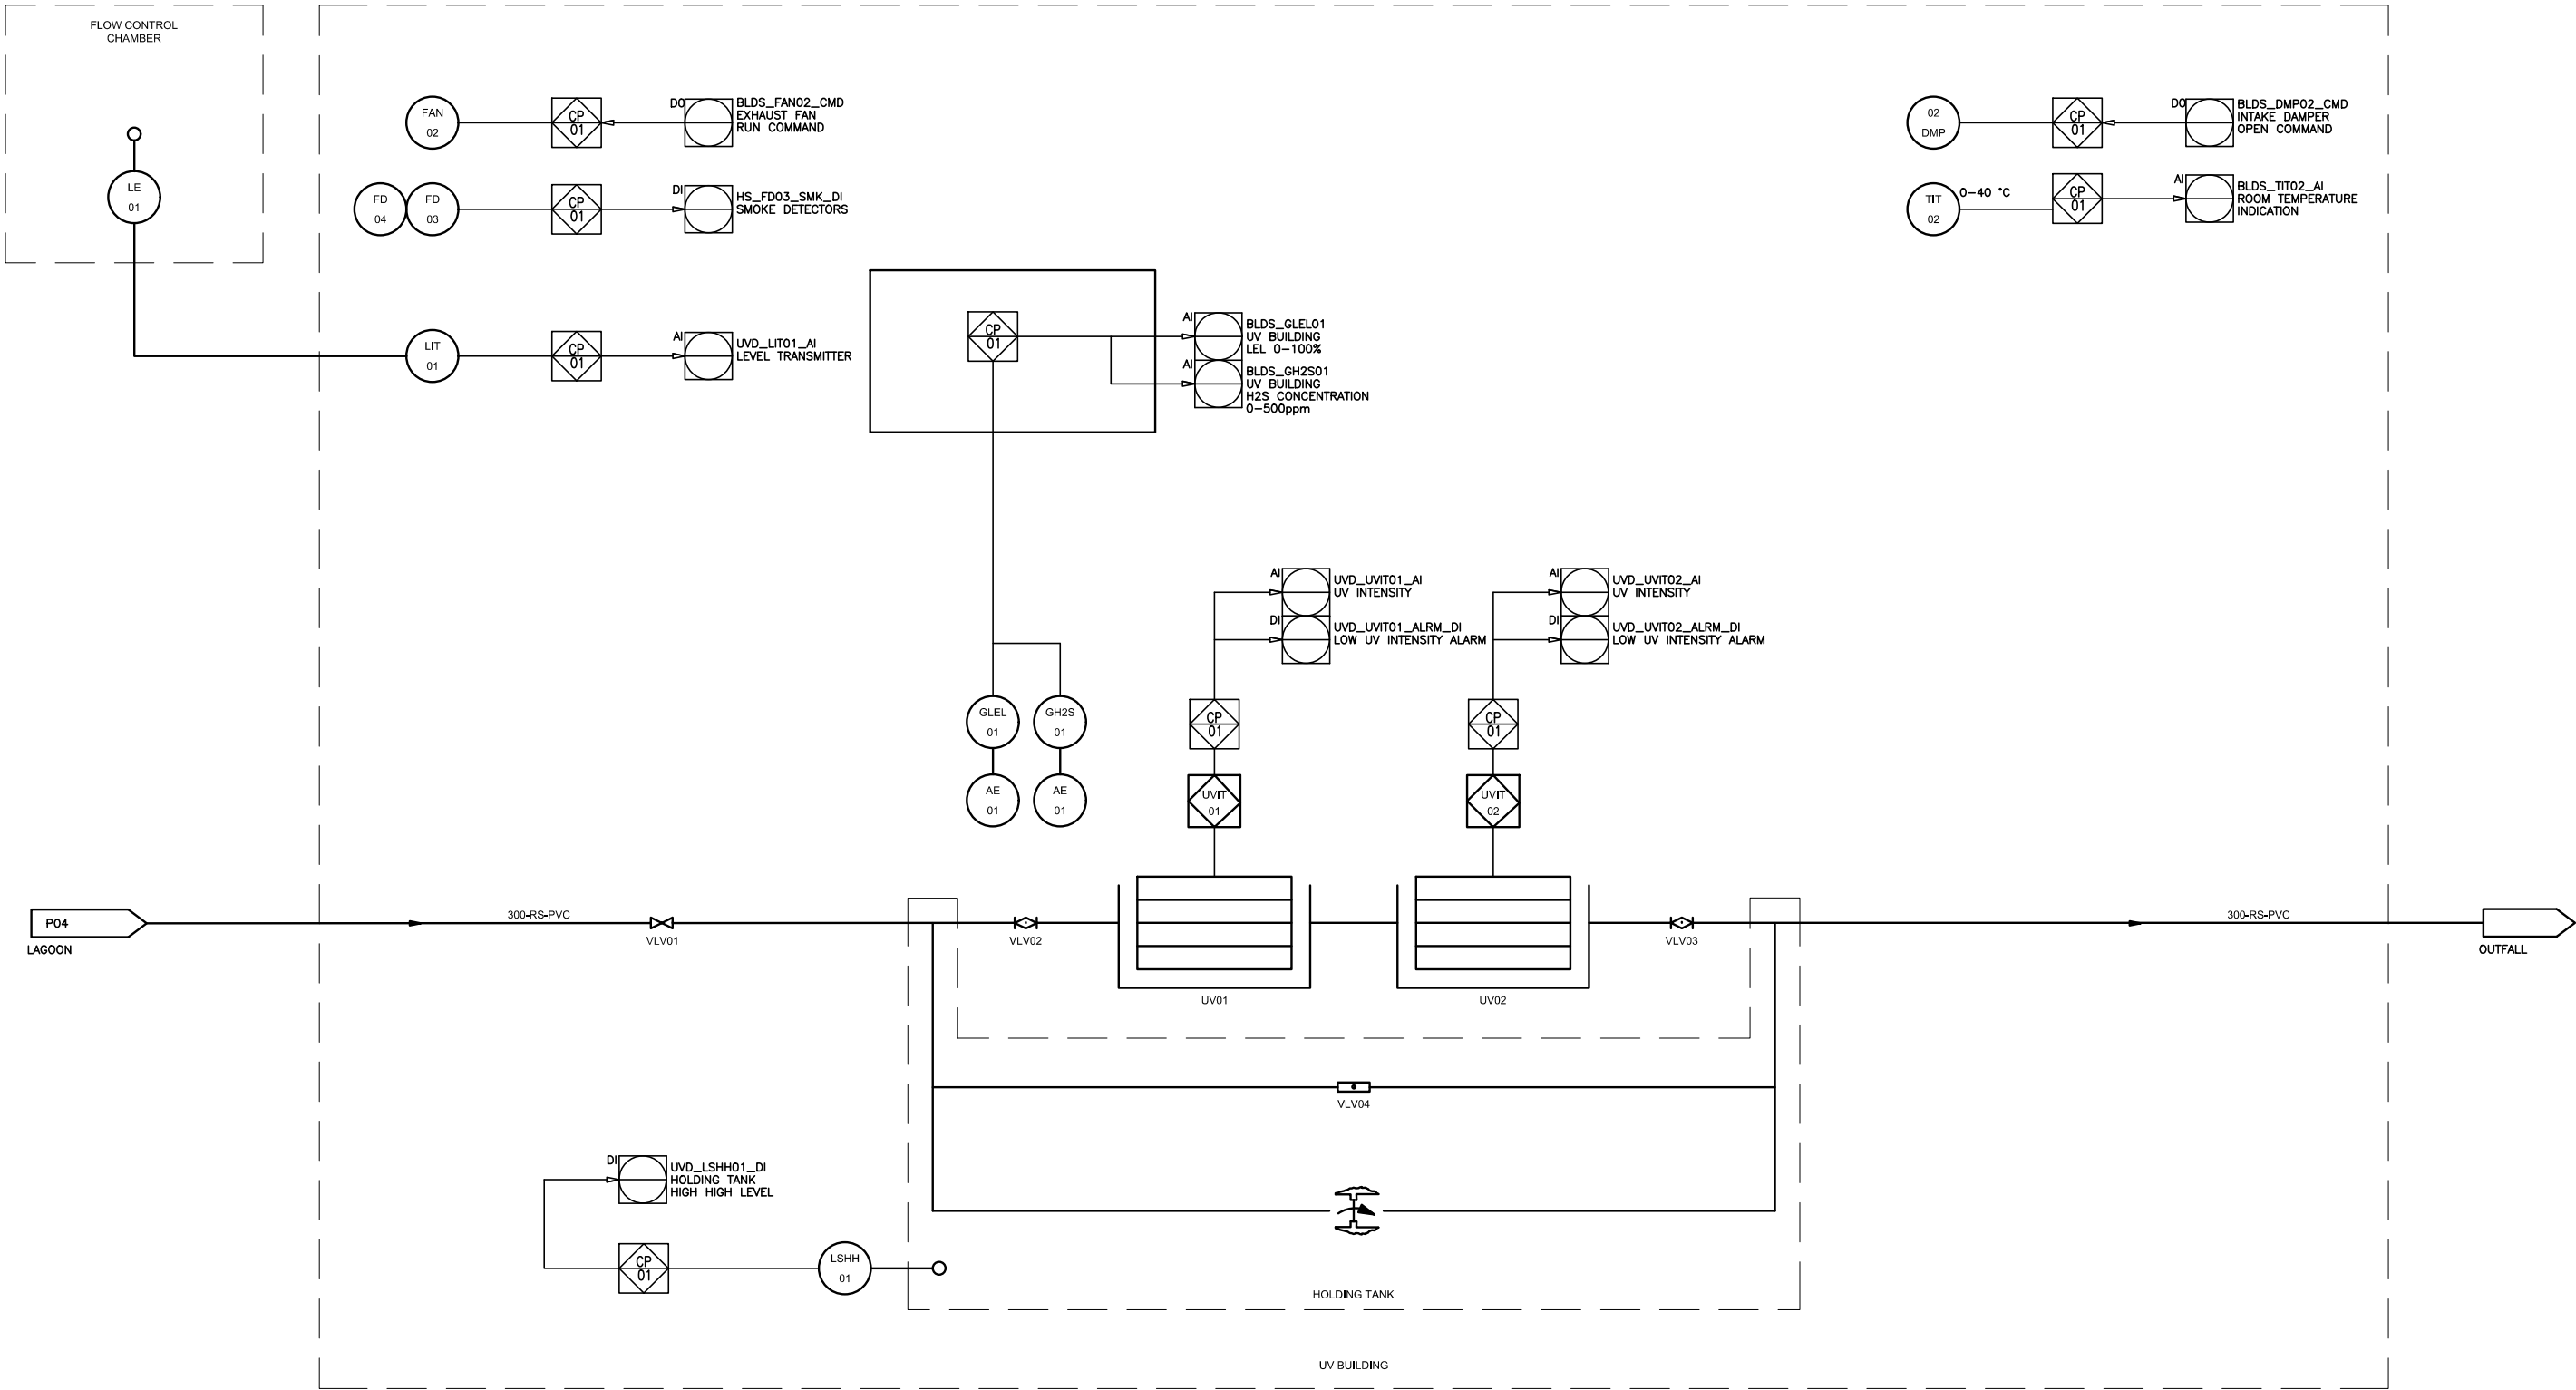 FLOW CONTROL
CHAMBER
LE
01
FAN
02
CP
01
DO
BLDS_FAN02_CMD
EXHAUST FAN
RUN COMMAND
02
DMP
CP
01
DO
BLDS_DMP02_CMD
INTAKE DAMPER
OPEN COMMAND
FD
04
FD
03
CP
01
DI
HS_FD03_SMK_DI
SMOKE DETECTORS
TIT
02
0-40 °C
CP
01
AI
BLDS_TIT02_AI
ROOM TEMPERATURE
INDICATION
LIT
01
CP
01
AI
UVD_LIT01_AI
LEVEL TRANSMITTER
CP
01
AI
BLDS_GLEL01
UV BUILDING
LEL 0-100%
AI
BLDS_GH2S01
UV BUILDING
H2S CONCENTRATION
0-500ppm
AI
UVD_UVIT01_AI
UV INTENSITY
DI
UVD_UVIT01_ALRM_DI
LOW UV INTENSITY ALARM
AI
UVD_UVIT02_AI
UV INTENSITY
DI
UVD_UVIT02_ALRM_DI
LOW UV INTENSITY ALARM
GLEL
01
GH2S
01
CP
01
CP
01
AE
01
AE
01
UVIT
01
UVIT
02
P04
LAGOON
300-RS-PVC
VLV01
VLV02
UV01
UV02
VLV03
300-RS-PVC
OUTFALL
VLV04
DI
UVD_LSHH01_DI
HOLDING TANK
HIGH HIGH LEVEL
CP
01
LSHH
01
HOLDING TANK
UV BUILDING